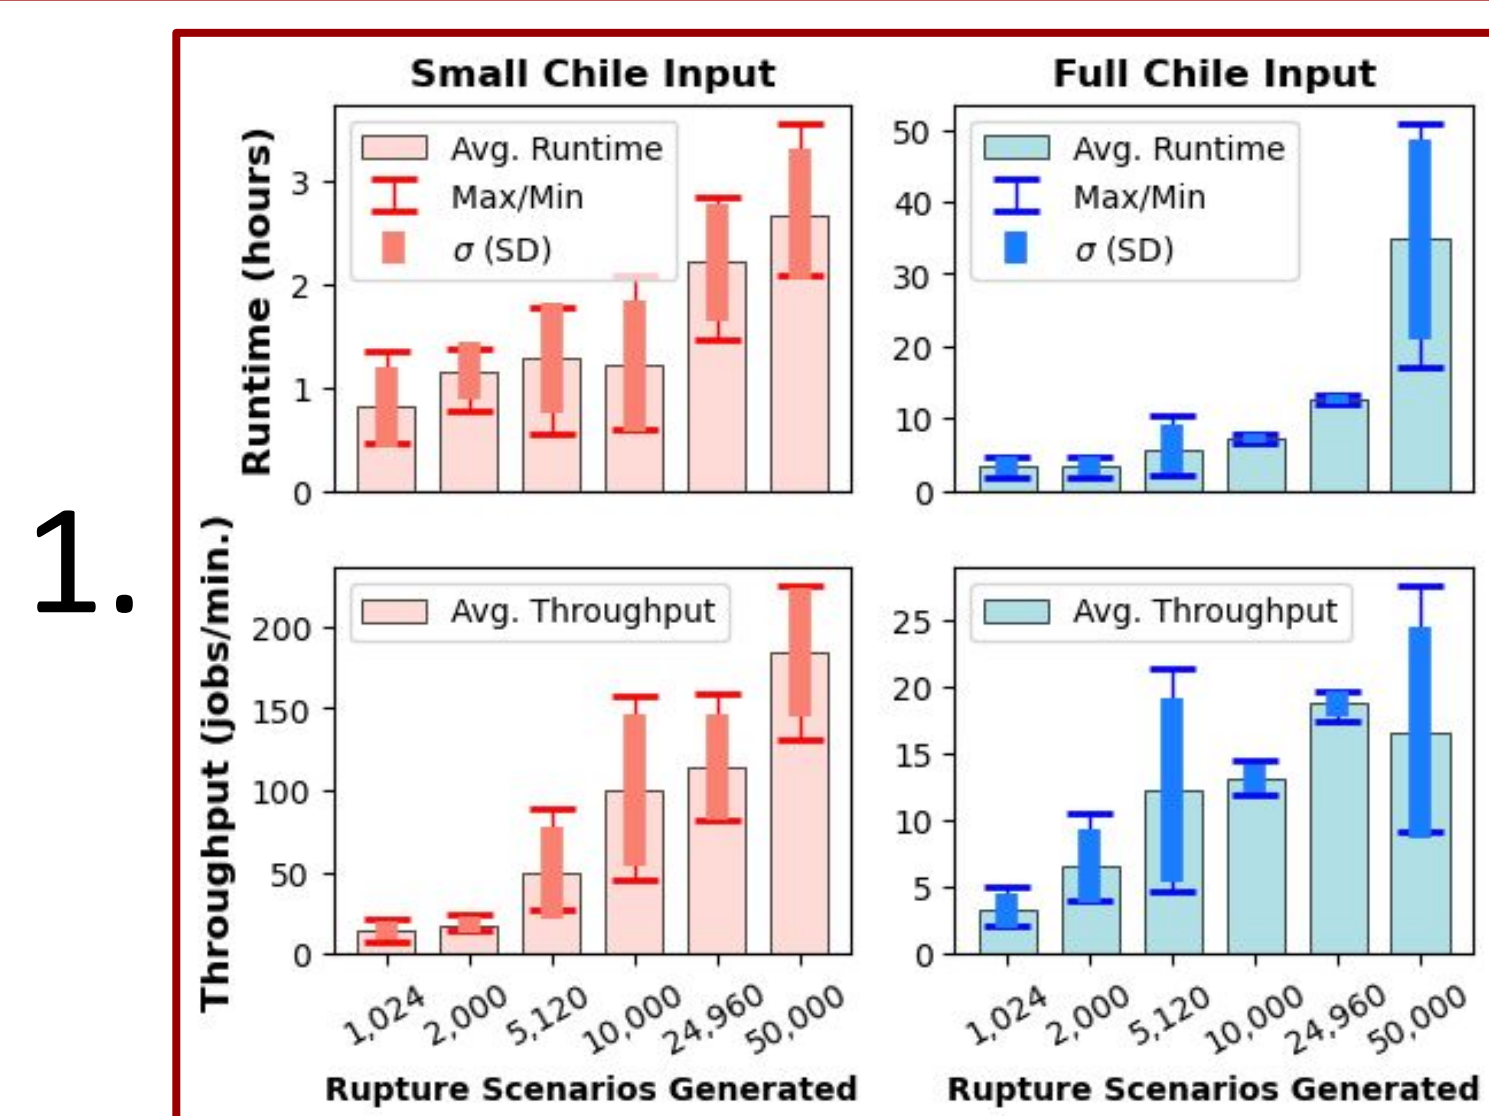 1.
Small Chile Input
Runtime (hours)
3
2
1
0
Avg. Runtime
Max/Min
σ (SD)
Full Chile Input
50
40
30
20
10
0
Avg. Runtime
Max/Min
σ (SD)
Throughput (jobs/min.)
200
150
100
50
0
Avg. Throughput
1,024
2,000
5,120
10,000
24,960
50,000
Rupture Scenarios Generated
25
20
15
10
5
0
Avg. Throughput
1,024
2,000
5,120
10,000
24,960
50,000
Rupture Scenarios Generated